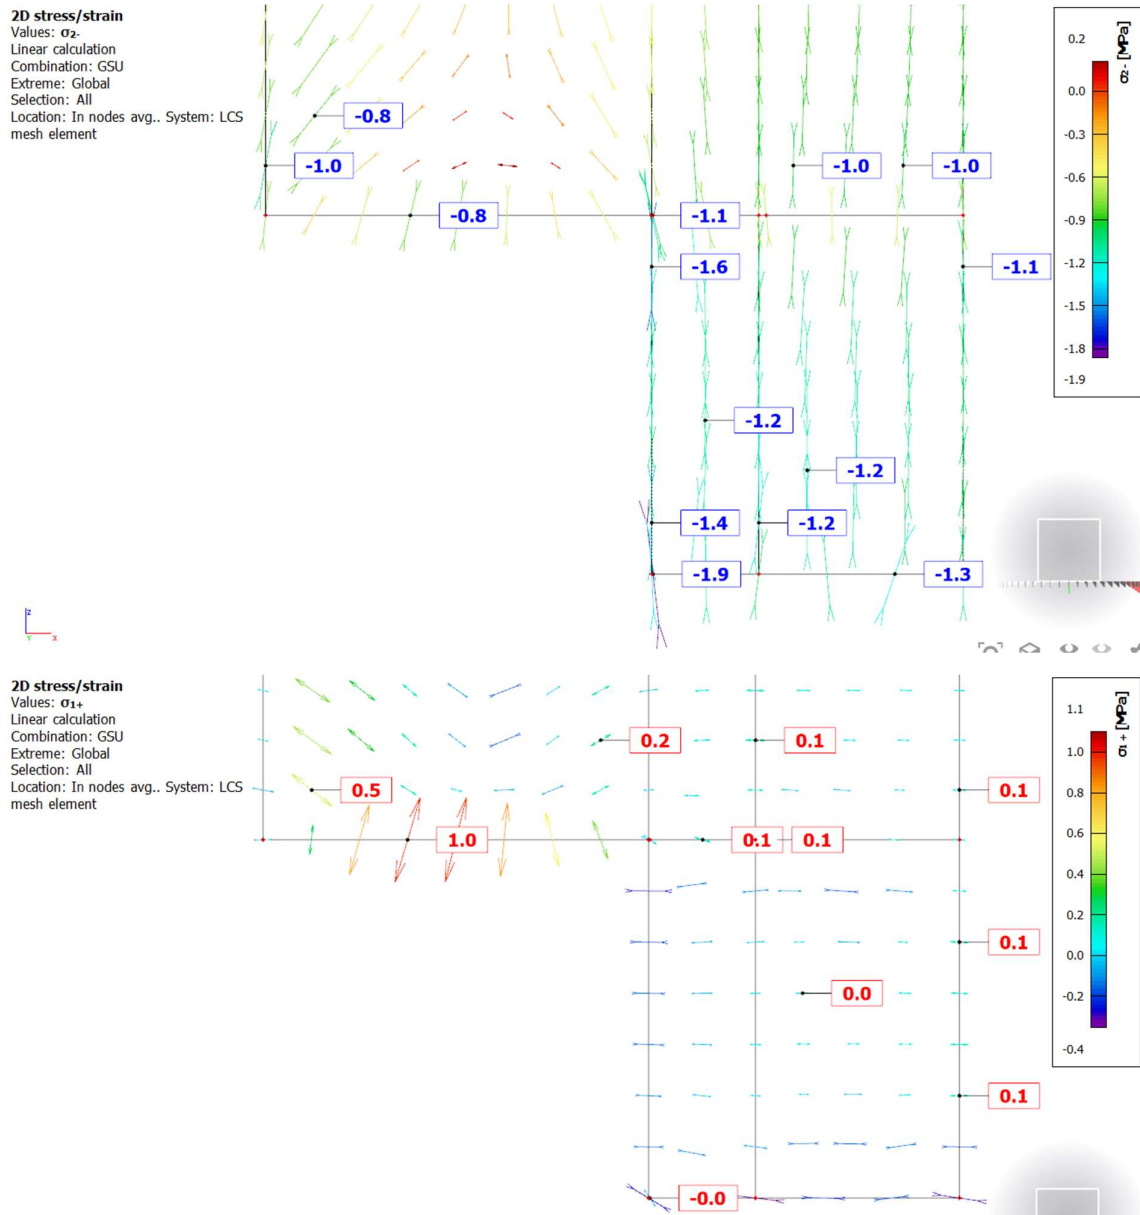 2D stress/strain
Values: σ2-
Linear calculation
Combination: GSU
Extreme: Global
Selection: All
Location: In nodes avg.. System: LCS
mesh element
-0.8
-1.0
-1.0
-1.0
-0.8
-1.1
-1.6
-1.1
-1.2
-1.2
-1.4
-1.2
-1.9
-1.3
σ2- [MPa]
0.2
0.0
-0.3
-0.6
-0.9
-1.2
-1.5
-1.8
-1.9
Z
Y
X
2D stress/strain
Values: σ1+
Linear calculation
Combination: GSU
Extreme: Global
Selection: All
Location: In nodes avg.. System: LCS
mesh element
0.2
0.1
0.5
0.1
1.0
0.1
0.1
0.1
0.0
0.1
-0.0
σ1+ [MPa]
1.1
1.0
0.8
0.6
0.4
0.2
0.0
-0.2
-0.4